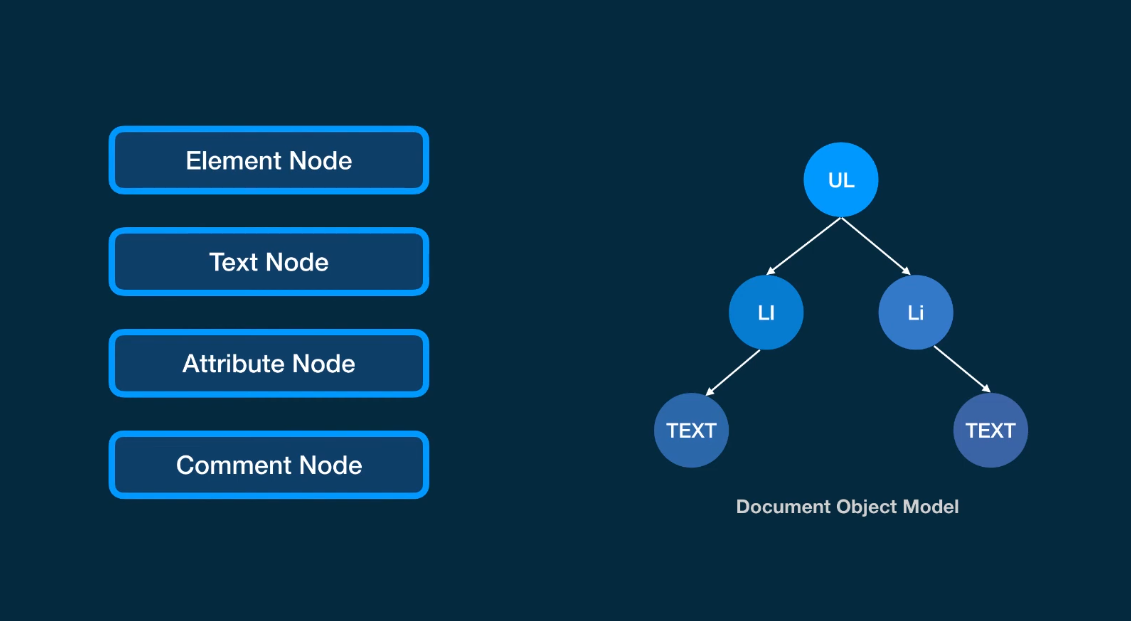 Element Node
Text Node
Attribute Node
Comment Node
UL
LI
Li
TEXT
TEXT
Document Object Model